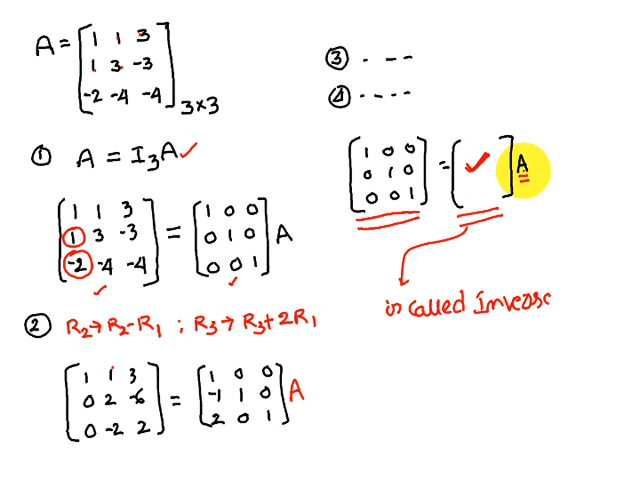 A = [ 1 1 3
1 3 -3
-2 -4 -4 ] 3×3
① A = I₃A ✓
[ 1 1 3 ] = [ 1 0 0 ] A
[ 1 3 -3 ] [ 0 1 0 ]
[ -2 -4 -4 ] [ 0 0 1 ]
✓ ✓
② R₂→R₂-R₁ ; R₃→R₃+2R₁
[ 1 1 3 ] = [ 1 0 0 ] A
[ 0 2 -6 ] [ -1 1 0 ]
[ 0 -2 2 ] [ 2 0 1 ]
③ . ---
④ . ---
[ 1 0 0 ] = [ ✓ ] A
[ 0 1 0 ]
[ 0 0 1 ]
is called Inverse